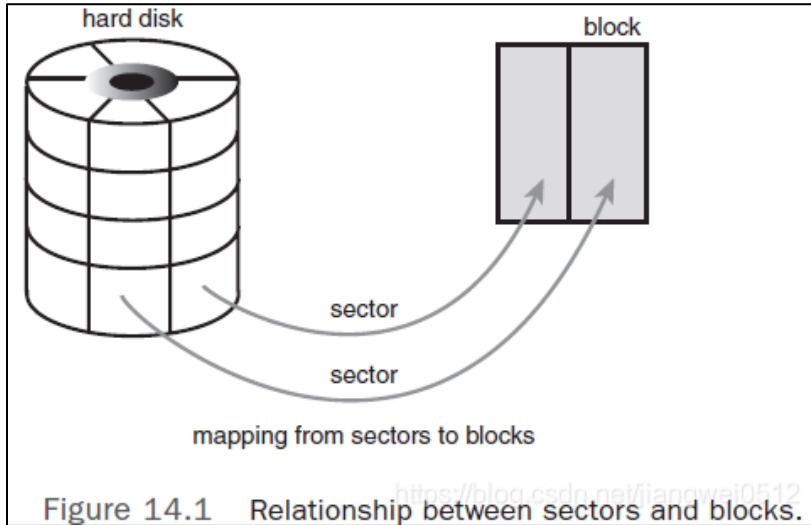 hard disk
block
sector
sector
mapping from sectors to blocks
https://blog.csdn.net/jiangwei0512
Figure 14.1 Relationship between sectors and blocks.